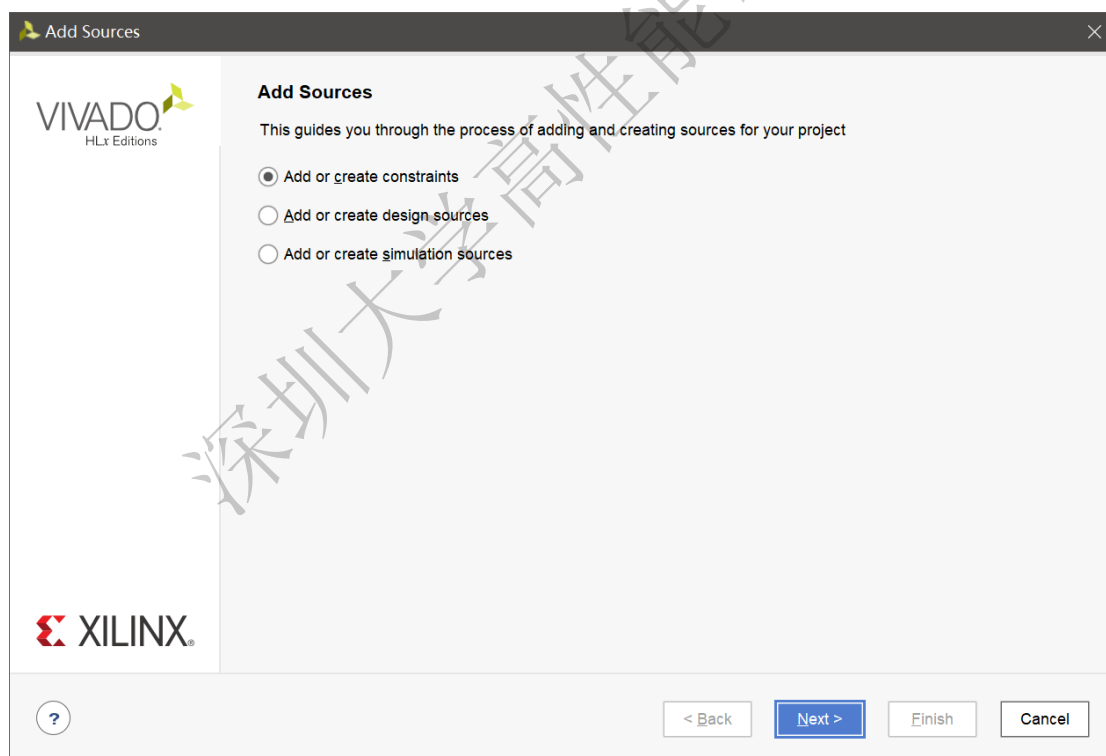 Add Sources
VIVADO
HLx Editions
Add Sources
This guides you through the process of adding and creating sources for your project
Add or create constraints
Add or create design sources
Add or create simulation sources
深圳大学高性能
XILINX
?
< Back
Next >
Finish
Cancel